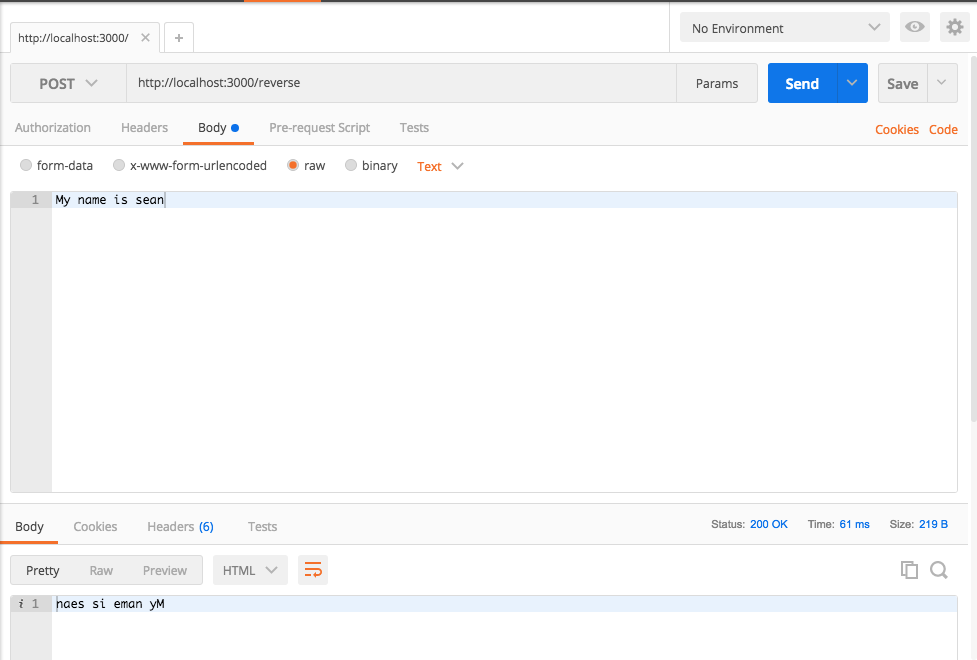 http://localhost:3000/
No Environment
POST http://localhost:3000/reverse Params Send Save
Authorization Headers Body Pre-request Script Tests Cookies Code
form-data x-www-form-urlencoded raw binary Text
1 My name is sean
Body Cookies Headers (6) Tests Status: 200 OK Time: 61 ms Size: 219 B
Pretty Raw Preview HTML
i 1 naes si eman yM